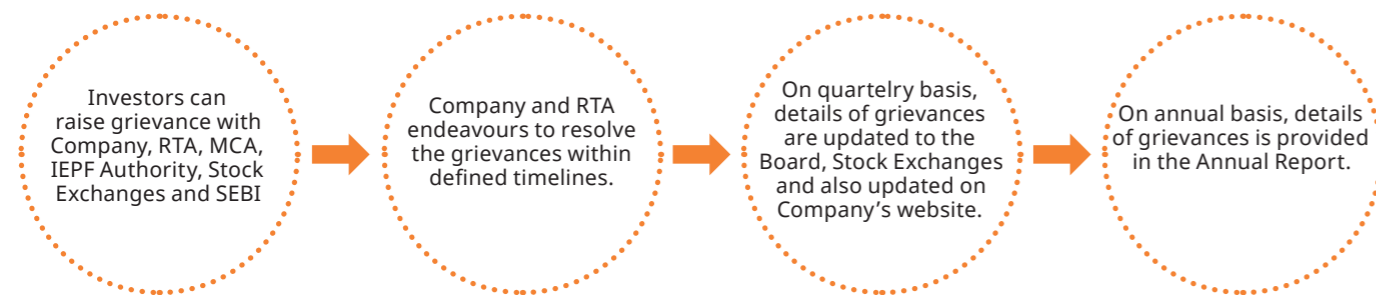 Investors can
raise grievance with
Company, RTA, MCA,
IEPF Authority, Stock
Exchanges and SEBI
Company and RTA
endeavours to resolve
the grievances within
defined timelines.
On quartelry basis,
details of grievances
are updated to the
Board, Stock Exchanges
and also updated on
Company’s website.
On annual basis, details
of grievances is provided
in the Annual Report.